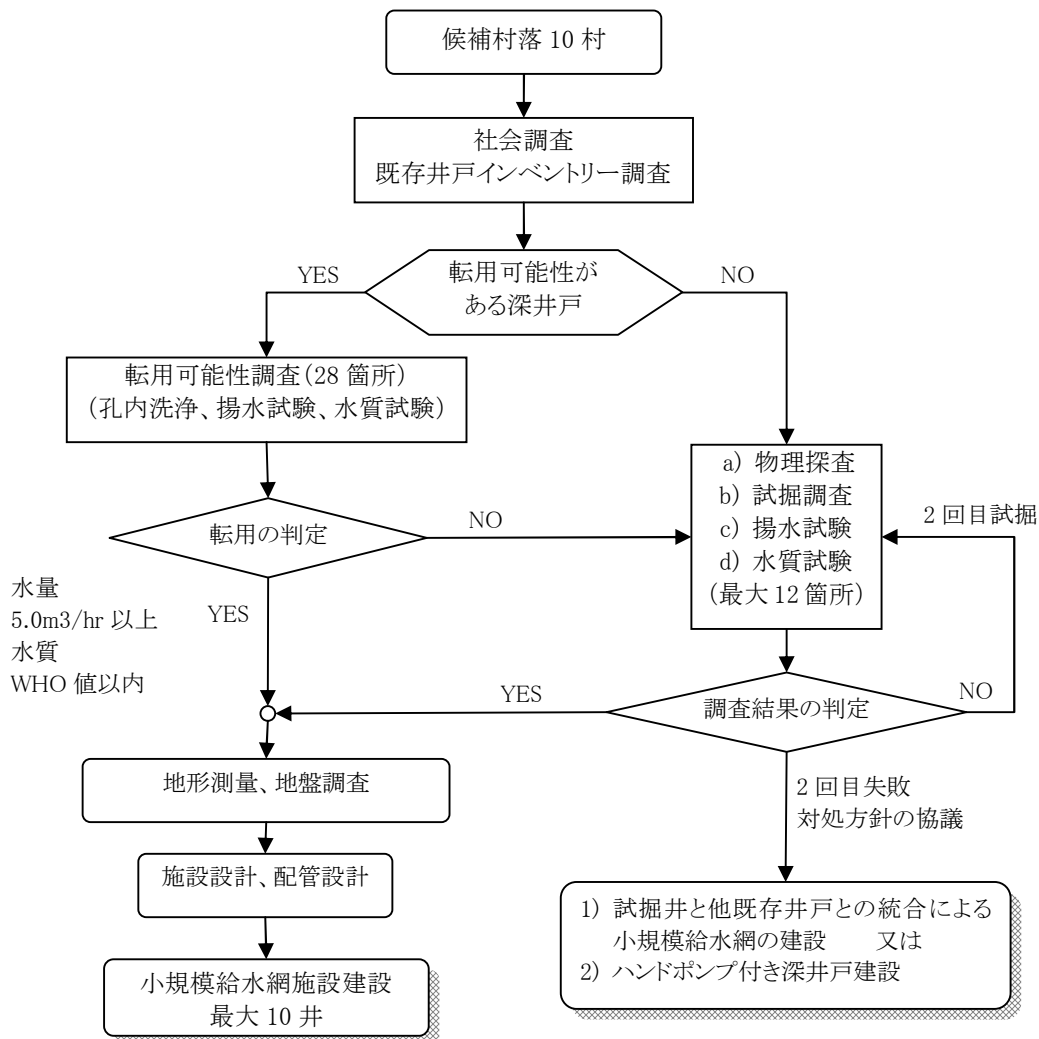 候補村落 10 村
社会調査
既存井戸インベントリー調査
YES
転用可能性が
ある深井戸
NO
転用可能性調査(28 箇所)
(孔内洗浄、揚水試験、水質試験)
a) 物理探査
b) 試掘調査
c) 揚水試験
d) 水質試験
(最大 12 箇所)
2 回目試掘
転用の判定
NO
水量
5.0m3/hr 以上
水質
WHO 値以内
YES
YES
調査結果の判定
NO
地形測量、地盤調査
2 回目失敗
対処方針の協議
施設設計、配管設計
1) 試掘井と他既存井戸との統合による
小規模給水網の建設 又は
2) ハンドポンプ付き深井戸建設
小規模給水網施設建設
最大 10 井